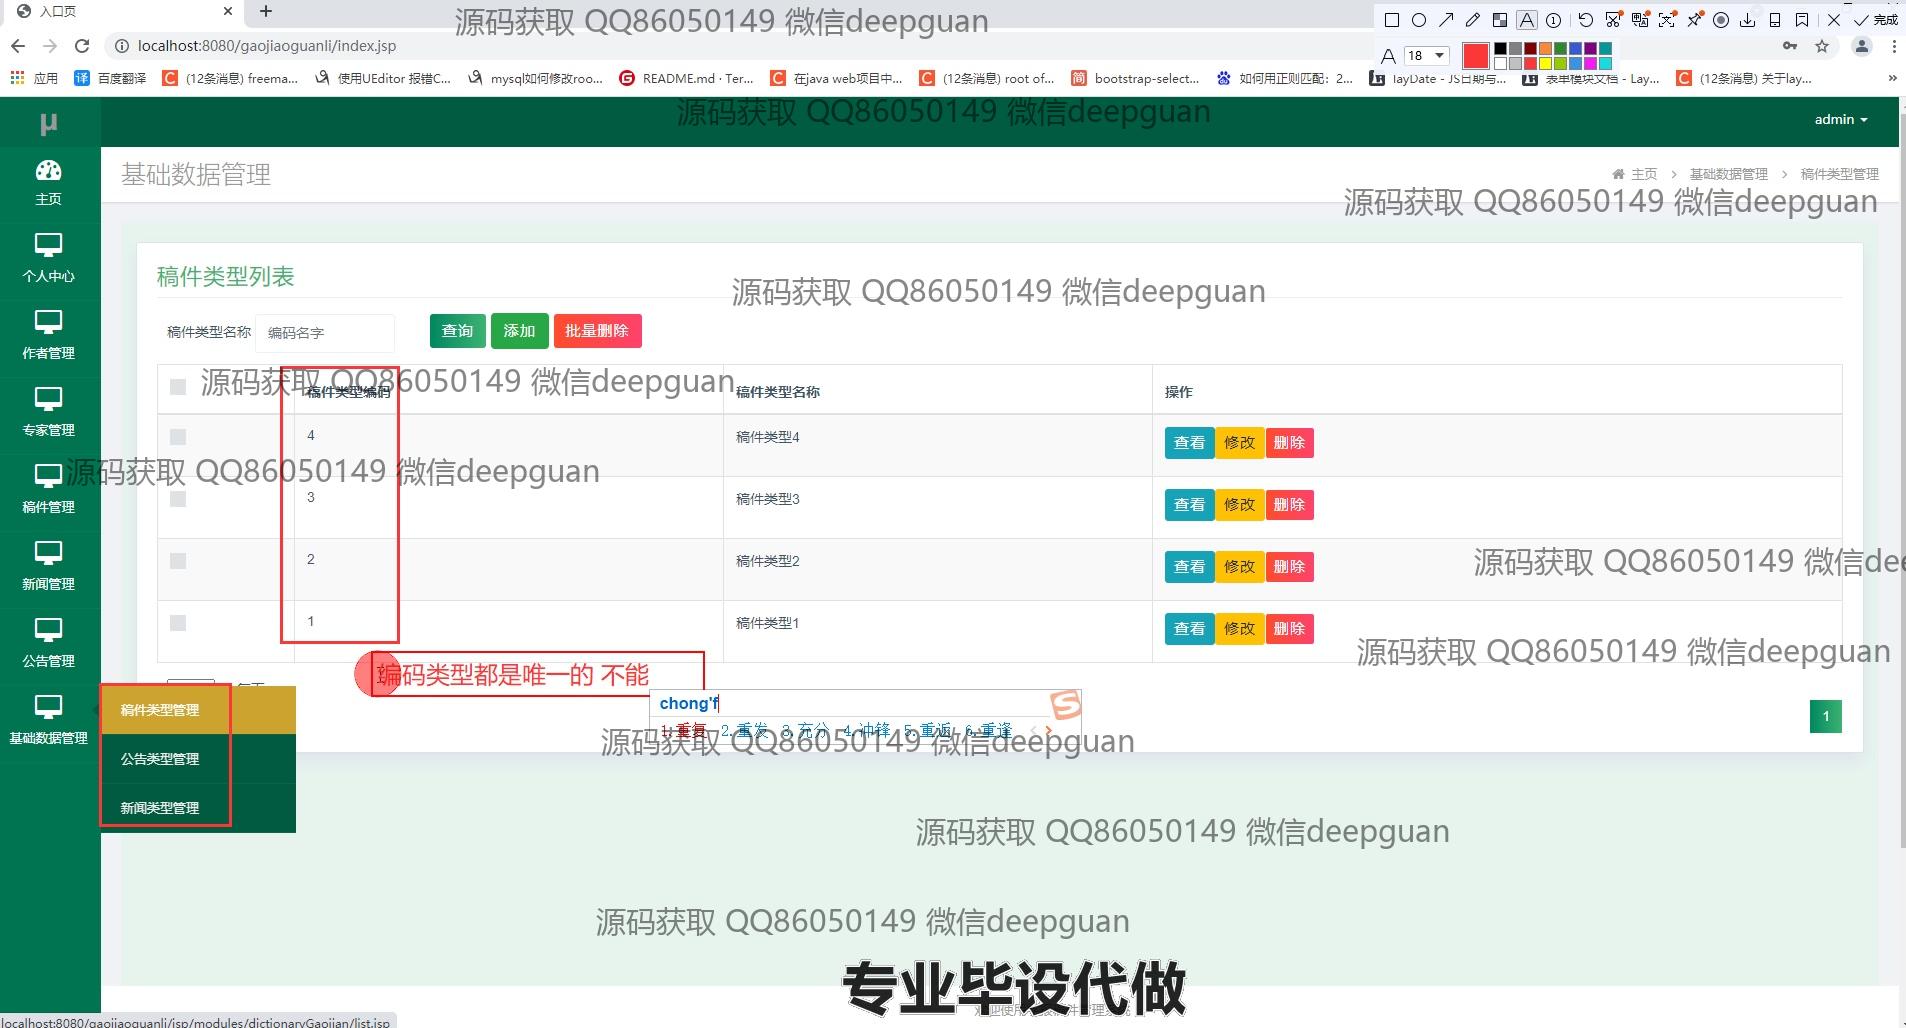 入口页
源码获取 QQ86050149 微信deepguan
完成
localhost:8080/gaojiaoguanli/index.jsp
18
应用
百度翻译
(12条消息) freema...
使用UEditor 报错C...
mysql如何修改roo...
README.md · Ter...
在java web项目中...
(12条消息) root of...
bootstrap-select...
如何用正则匹配：2...
layDate - JS日期与...
表单模块文档 - Lay...
(12条消息) 关于lay...
源码获取 QQ86050149 微信deepguan
μ
admin
基础数据管理
主页 > 基础数据管理 > 稿件类型管理
源码获取 QQ86050149 微信deepguan
主页
个人中心
作者管理
专家管理
稿件管理
新闻管理
公告管理
基础数据管理
稿件类型列表
源码获取 QQ86050149 微信deepguan
稿件类型名称 编码名字 查询 添加 批量删除
源码获取 QQ86050149 微信deepguan
稿件类型编码 稿件类型名称 操作
4 稿件类型4 查看 修改 删除
源码获取 QQ86050149 微信deepguan
3 稿件类型3 查看 修改 删除
2 稿件类型2 查看 修改 删除
源码获取 QQ86050149 微信dee
1 稿件类型1 查看 修改 删除
源码获取 QQ86050149 微信deepguan
编码类型都是唯一的 不能
chong'f
1.重复 2.重发 3.充分 4.冲锋 5.重返 6.重逢
1
稿件类型管理
公告类型管理
新闻类型管理
源码获取 QQ86050149 微信deepguan
源码获取 QQ86050149 微信deepguan
源码获取 QQ86050149 微信deepguan
专业毕设代做
localhost:8080/gaojiaoguanli/jsp/modules/dictionaryGaojian/list.jsp